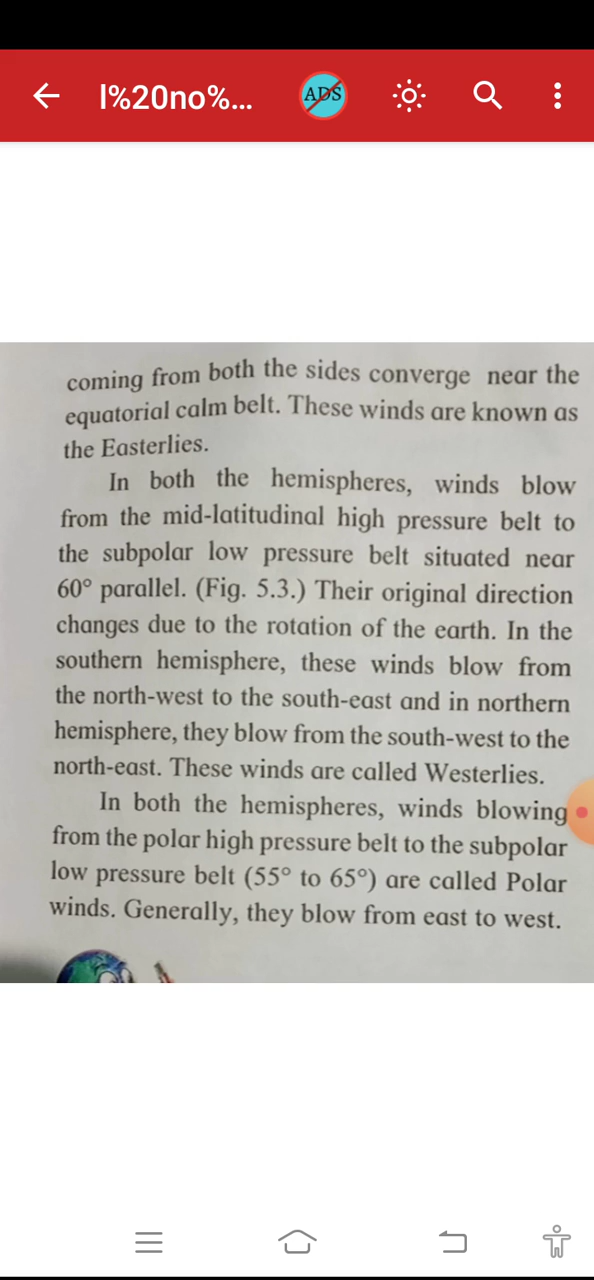 l%20no%...
ADS
coming from both the sides converge near the
equatorial calm belt. These winds are known as
the Easterlies.
In both the hemispheres, winds blow
from the mid-latitudinal high pressure belt to
the subpolar low pressure belt situated near
60° parallel. (Fig. 5.3.) Their original direction
changes due to the rotation of the earth. In the
southern hemisphere, these winds blow from
the north-west to the south-east and in northern
hemisphere, they blow from the south-west to the
north-east. These winds are called Westerlies.
In both the hemispheres, winds blowing
from the polar high pressure belt to the subpolar
low pressure belt (55° to 65°) are called Polar
winds. Generally, they blow from east to west.